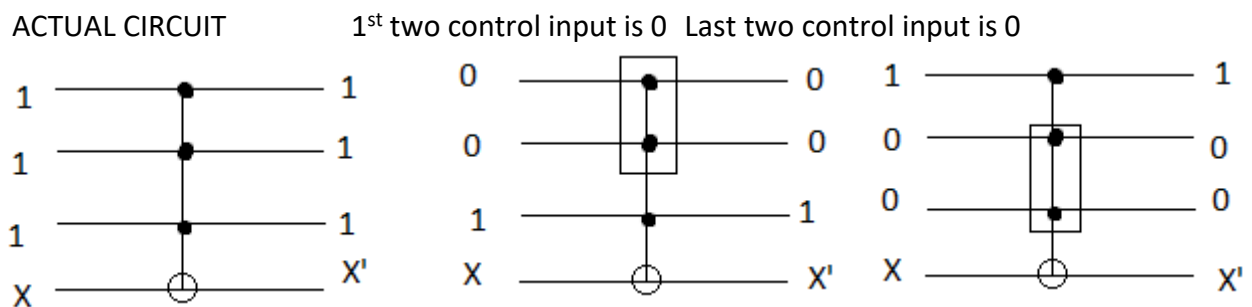 ACTUAL CIRCUIT 1st two control input is 0 Last two control input is 0
1 1 0 0 1 1
1 1 0 0 0 0
1 1 1 1 0 0
X X' X X' X X'